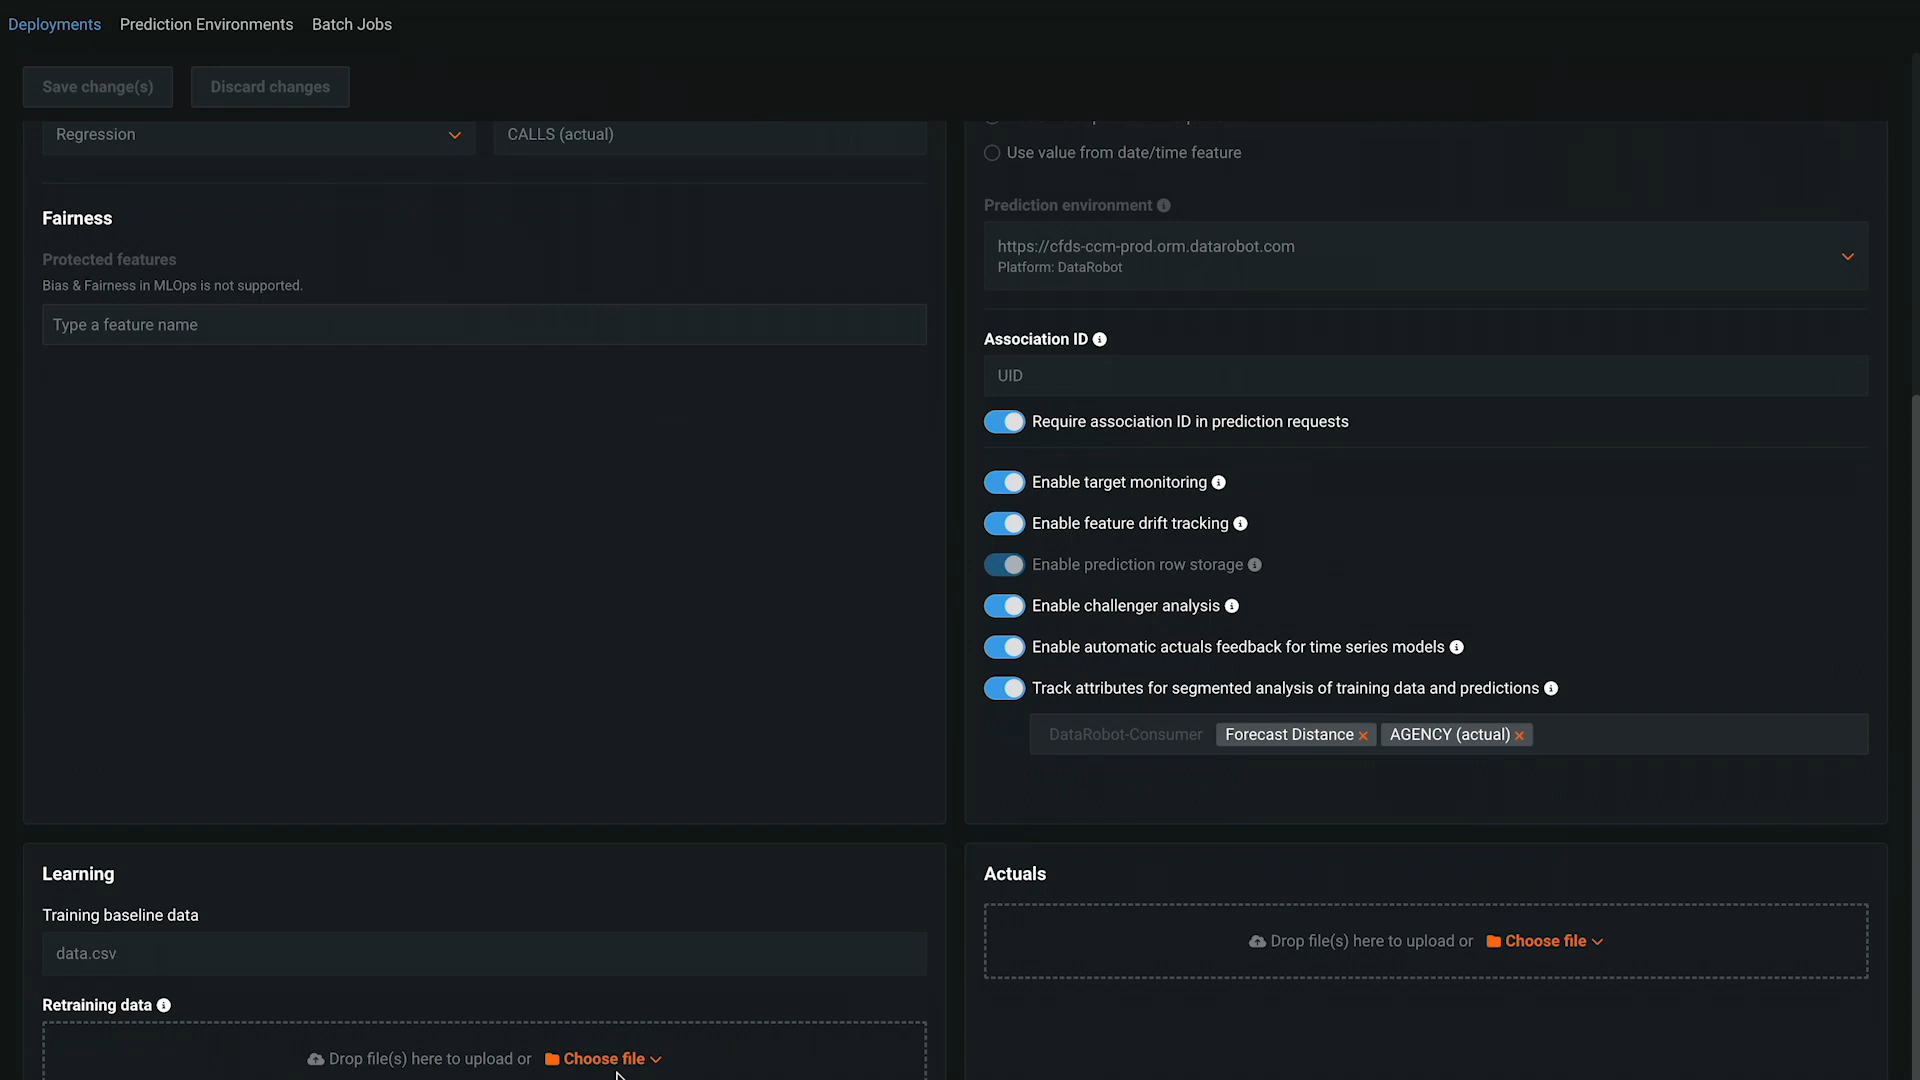 Deployments Prediction Environments Batch Jobs
Save change(s) Discard changes
Regression
CALLS (actual)
Fairness
Protected features
Bias & Fairness in MLOps is not supported.
Type a feature name
Use value from date/time feature
Prediction environment
https://cfds-ccm-prod.orm.datarobot.com
Platform: DataRobot
Association ID
UID
Require association ID in prediction requests
Enable target monitoring
Enable feature drift tracking
Enable prediction row storage
Enable challenger analysis
Enable automatic actuals feedback for time series models
Track attributes for segmented analysis of training data and predictions
DataRobot-Consumer Forecast Distance × AGENCY (actual) ×
Learning
Training baseline data
data.csv
Retraining data
Drop file(s) here to upload or Choose file
Actuals
Drop file(s) here to upload or Choose file